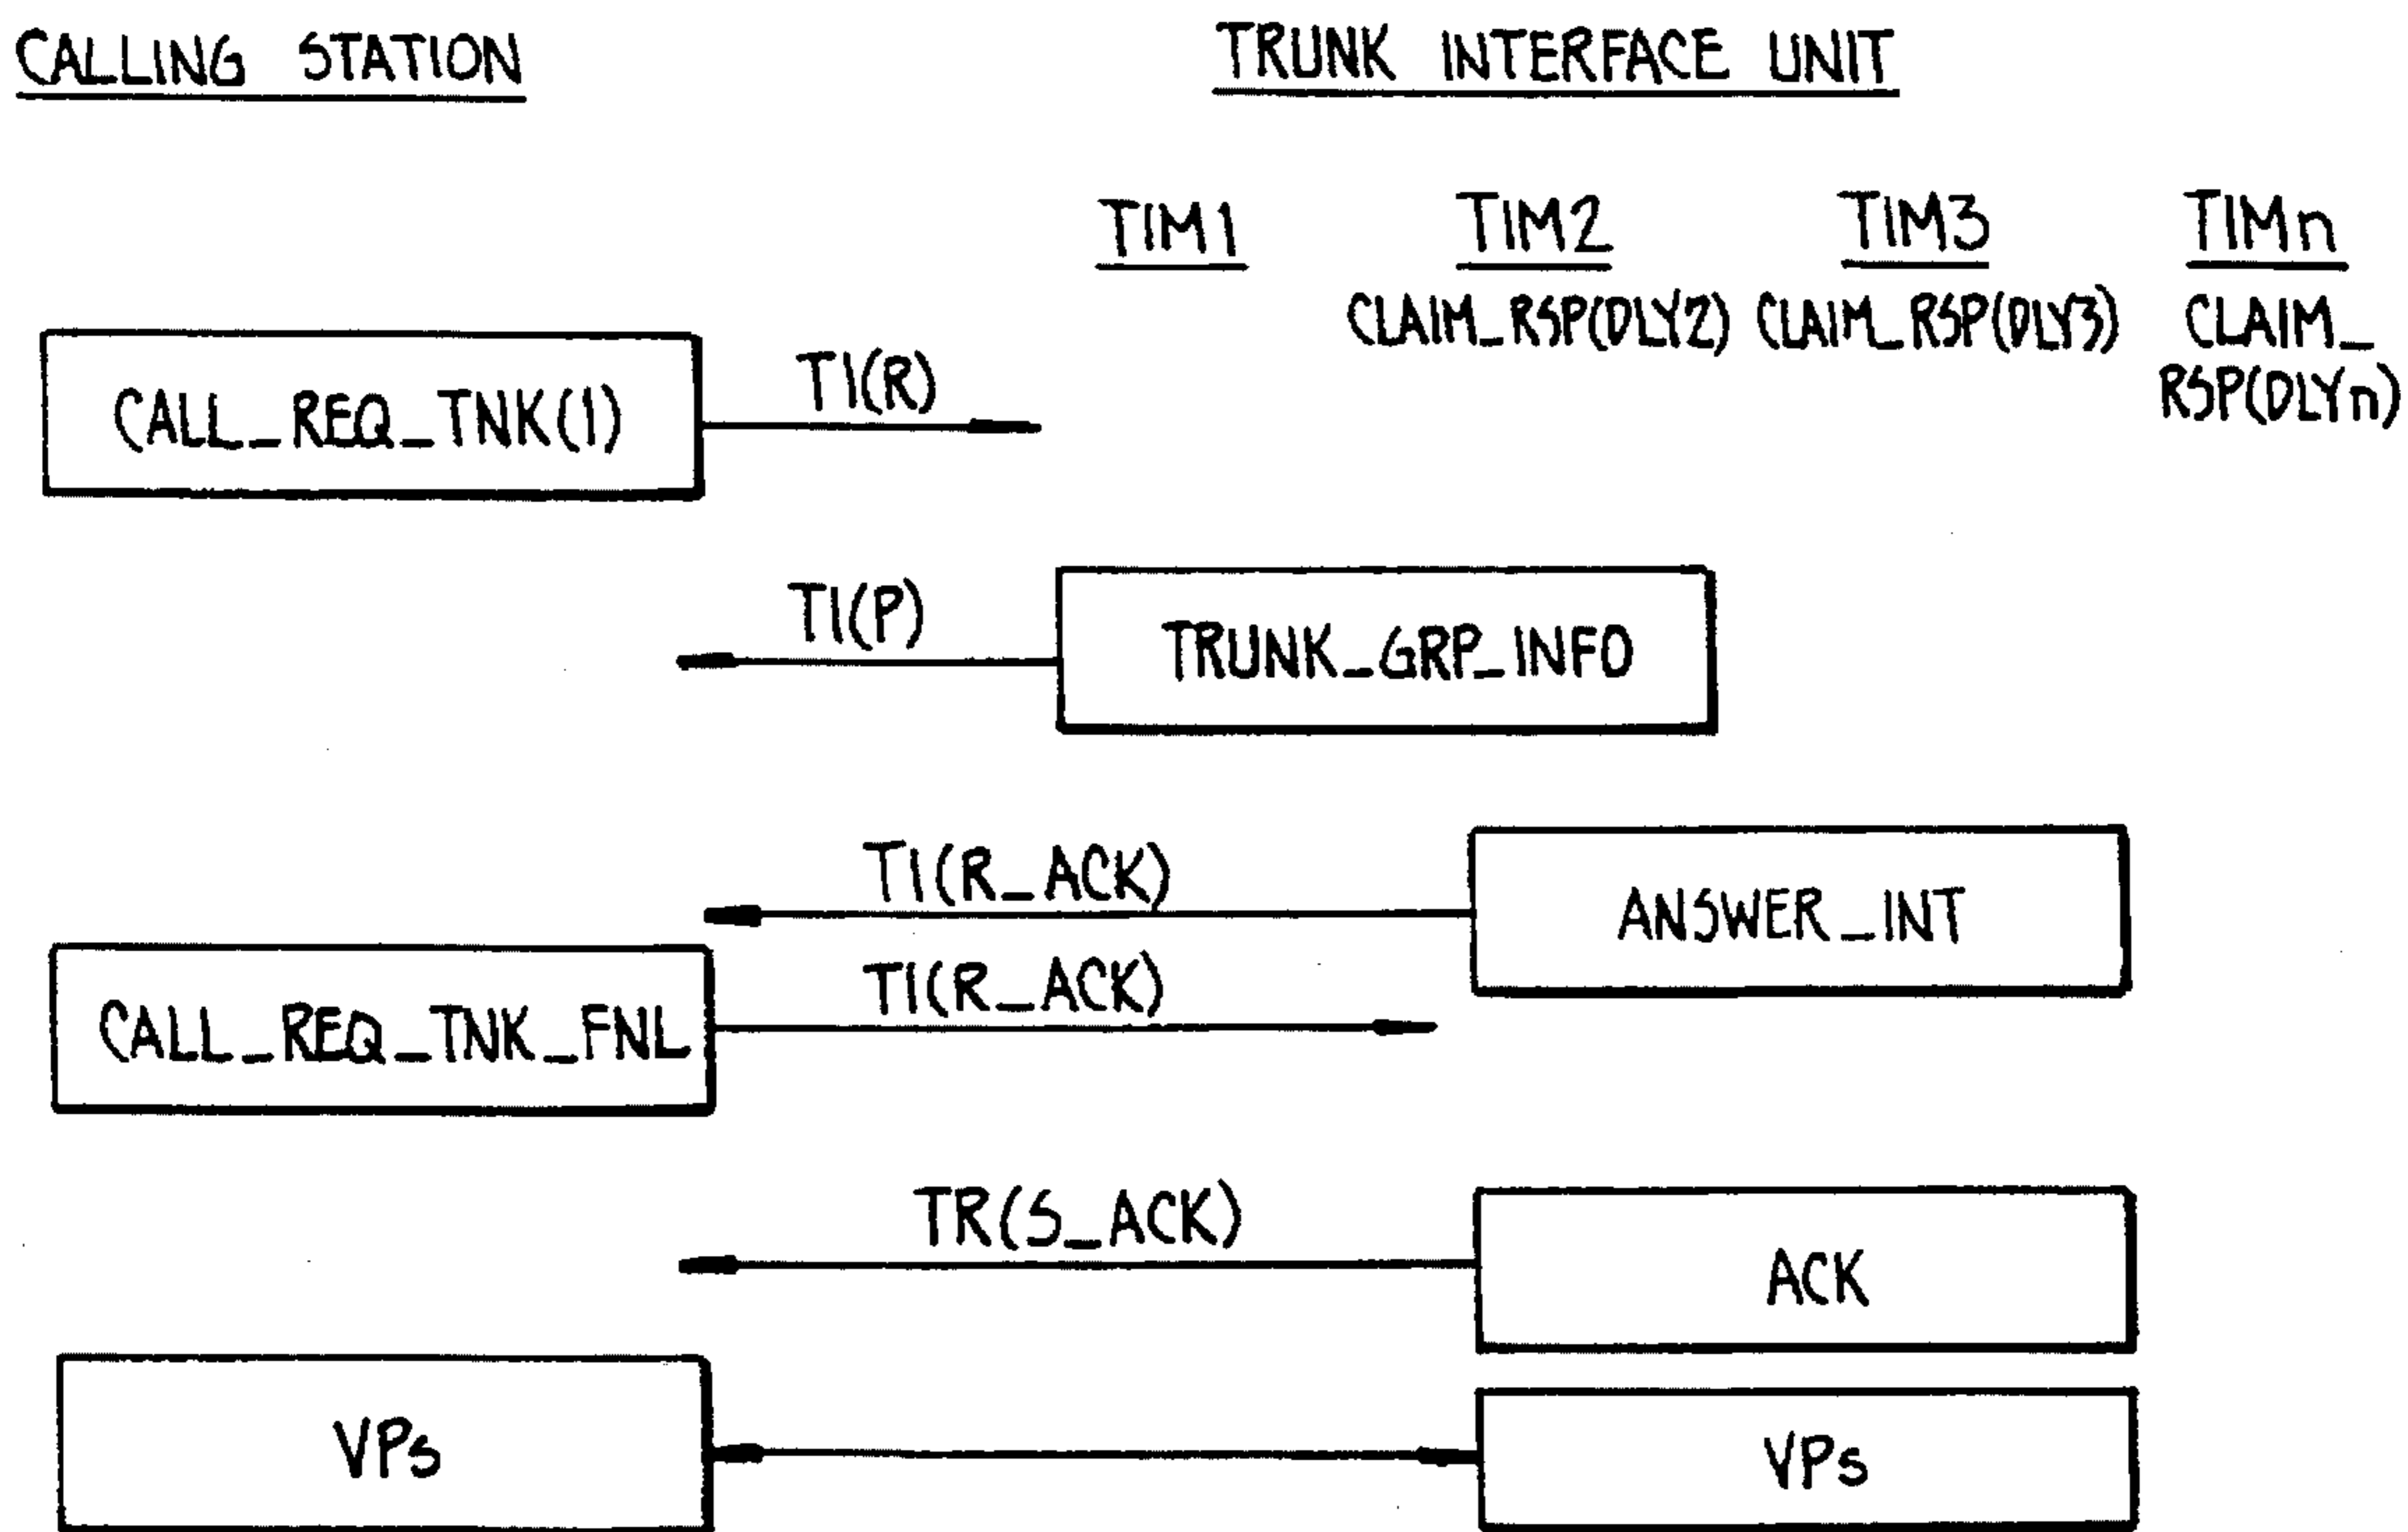 CALLING STATION
TRUNK INTERFACE UNIT
TIM1 TIM2 TIM3 TIMn
CLAIM_RSP(DLY2) CLAIM_RSP(DLY3) CLAIM_
RSP(DLYn)
CALL_REQ_TNK(1)
TI(R)
TI(P)
TRUNK_GRP_INFO
TI(R_ACK)
ANSWER_INT
CALL_REQ_TNK_FNL
TI(R_ACK)
TR(S_ACK)
ACK
VPs
VPs